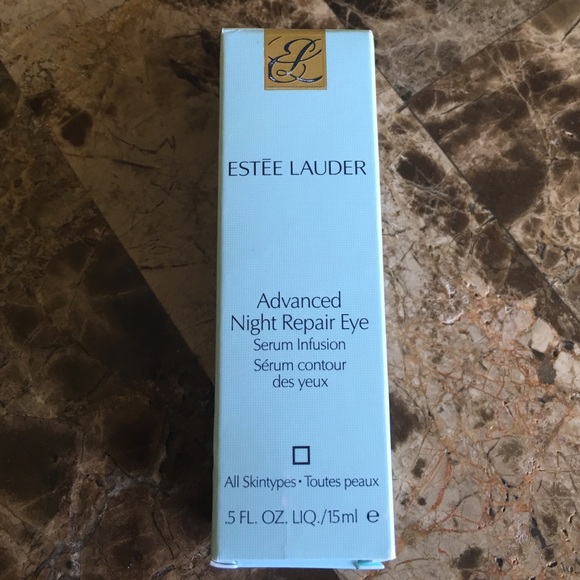 EL
ESTĒE LAUDER
Advanced
Night Repair Eye
Serum Infusion
Sérum contour
des yeux
All Skintypes • Toutes peaux
.5 FL. OZ. LIQ./15ml e